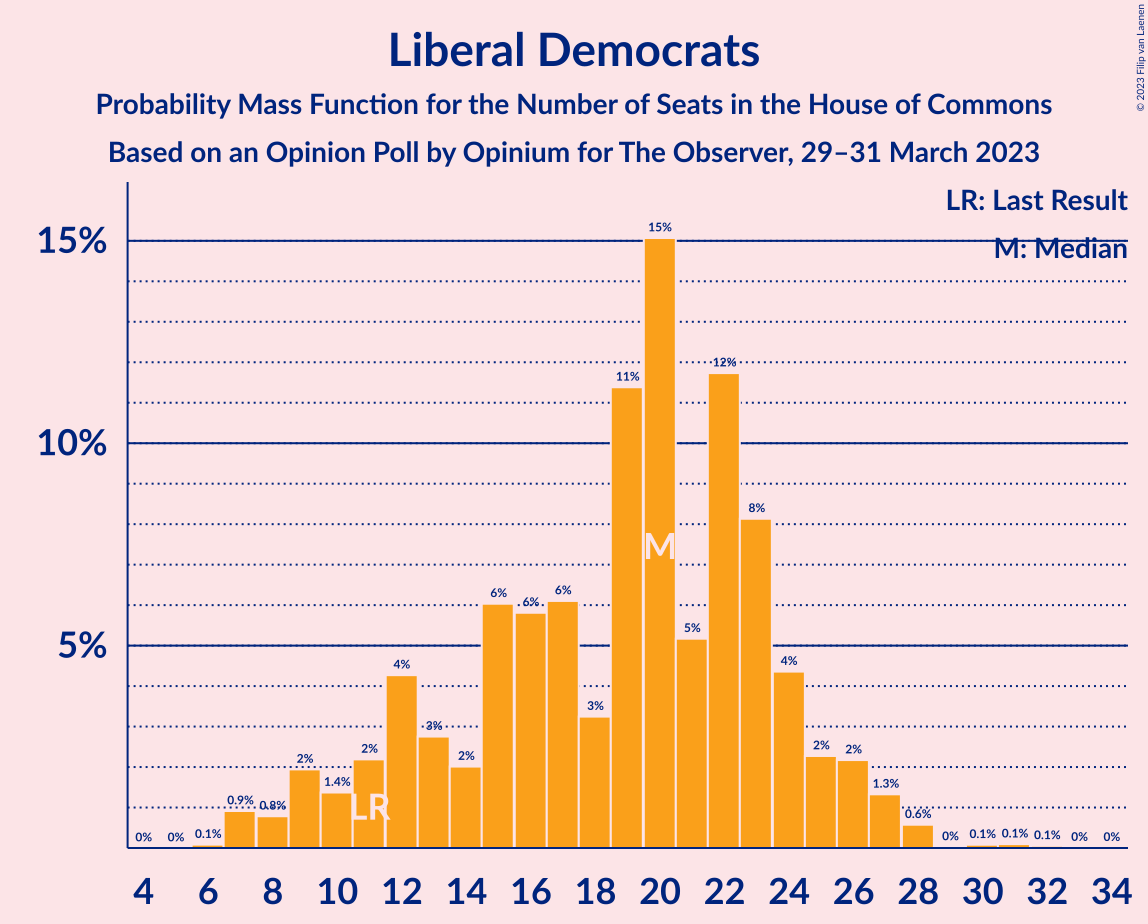 Liberal Democrats
Probability Mass Function for the Number of Seats in the House of Commons
Based on an Opinion Poll by Opinium for The Observer, 29–31 March 2023
© 2023 Filip van Laenen
LR: Last Result
M: Median
15%
10%
5%
0% 0% 0.1% 0.9% 0.8% 2% 1.4% 2% 4% 3% 2% 6% 6% 6% 3% 11% 15% 5% 12% 8% 4% 2% 2% 1.3% 0.6% 0% 0.1% 0.1% 0.1% 0% 0%
M
LR
4 6 8 10 12 14 16 18 20 22 24 26 28 30 32 34